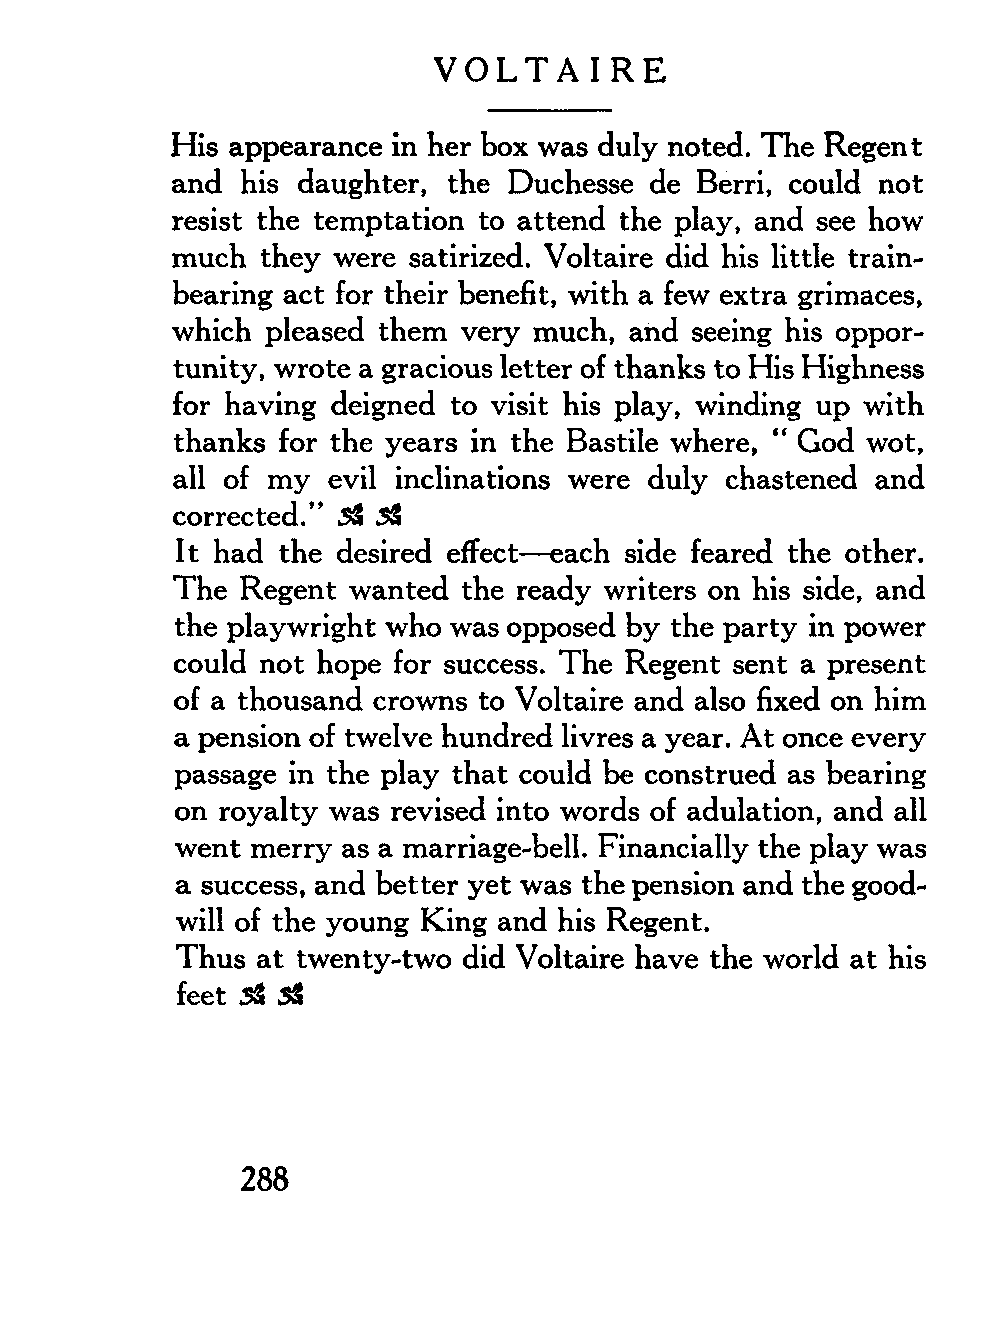 VOLTAIRE
His appearance in her box was duly noted. The Regent
and his daughter, the Duchesse de Berri, could not
resist the temptation to attend the play, and see how
much they were satirized. Voltaire did his little train-
bearing act for their benefit, with a few extra grimaces,
which pleased them very much, and seeing his oppor-
tunity, wrote a gracious letter of thanks to His Highness
for having deigned to visit his play, winding up with
thanks for the years in the Bastile where, “ God wot,
all of my evil inclinations were duly chastened and
corrected.”
It had the desired effect—each side feared the other.
The Regent wanted the ready writers on his side, and
the playwright who was opposed by the party in power
could not hope for success. The Regent sent a present
of a thousand crowns to Voltaire and also fixed on him
a pension of twelve hundred livres a year. At once every
passage in the play that could be construed as bearing
on royalty was revised into words of adulation, and all
went merry as a marriage-bell. Financially the play was
a success, and better yet was the pension and the good-
will of the young King and his Regent.
Thus at twenty-two did Voltaire have the world at his
feet
288